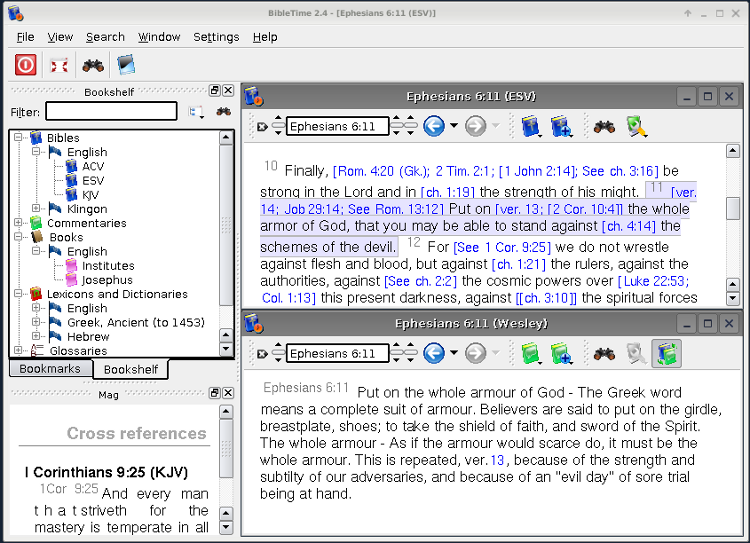 BibleTime 2.4 - [Ephesians 6:11 (ESV)]
File View Search Window Settings Help
Bookshelf
Filter:
Bibles
English
ACV
ESV
KJV
Klingon
Commentaries
Books
English
Institutes
Josephus
Lexicons and Dictionaries
English
Greek, Ancient (to 1453)
Hebrew
Glossaries
Bookmarks Bookshelf
Mag
Cross references
I Corinthians 9:25 (KJV)
1Cor 9:25 And every man
that striveth for the
mastery is temperate in all
Ephesians 6:11 (ESV)
Ephesians 6:11
10 Finally, [Rom. 4:20 (Gk.); 2 Tim. 2:1; [1 John 2:14]; See ch. 3:16] be
strong in the Lord and in [ch. 1:19] the strength of his might. 11 [ver.
14; Job 29:14; See Rom. 13:12] Put on [ver. 13; [2 Cor. 10:4]] the whole
armor of God, that you may be able to stand against [ch. 4:14] the
schemes of the devil. 12 For [See 1 Cor. 9:25] we do not wrestle
against flesh and blood, but against [ch. 1:21] the rulers, against the
authorities, against [See ch. 2:2] the cosmic powers over [Luke 22:53;
Col. 1:13] this present darkness, against [[ch. 3:10]] the spiritual forces
Ephesians 6:11 (Wesley)
Ephesians 6:11
Ephesians 6:11 Put on the whole armour of God - The Greek word
means a complete suit of armour. Believers are said to put on the girdle,
breastplate, shoes; to take the shield of faith, and sword of the Spirit.
The whole armour - As if the armour would scarce do, it must be the
whole armour. This is repeated, ver. 13, because of the strength and
subtilty of our adversaries, and because of an "evil day" of sore trial
being at hand.